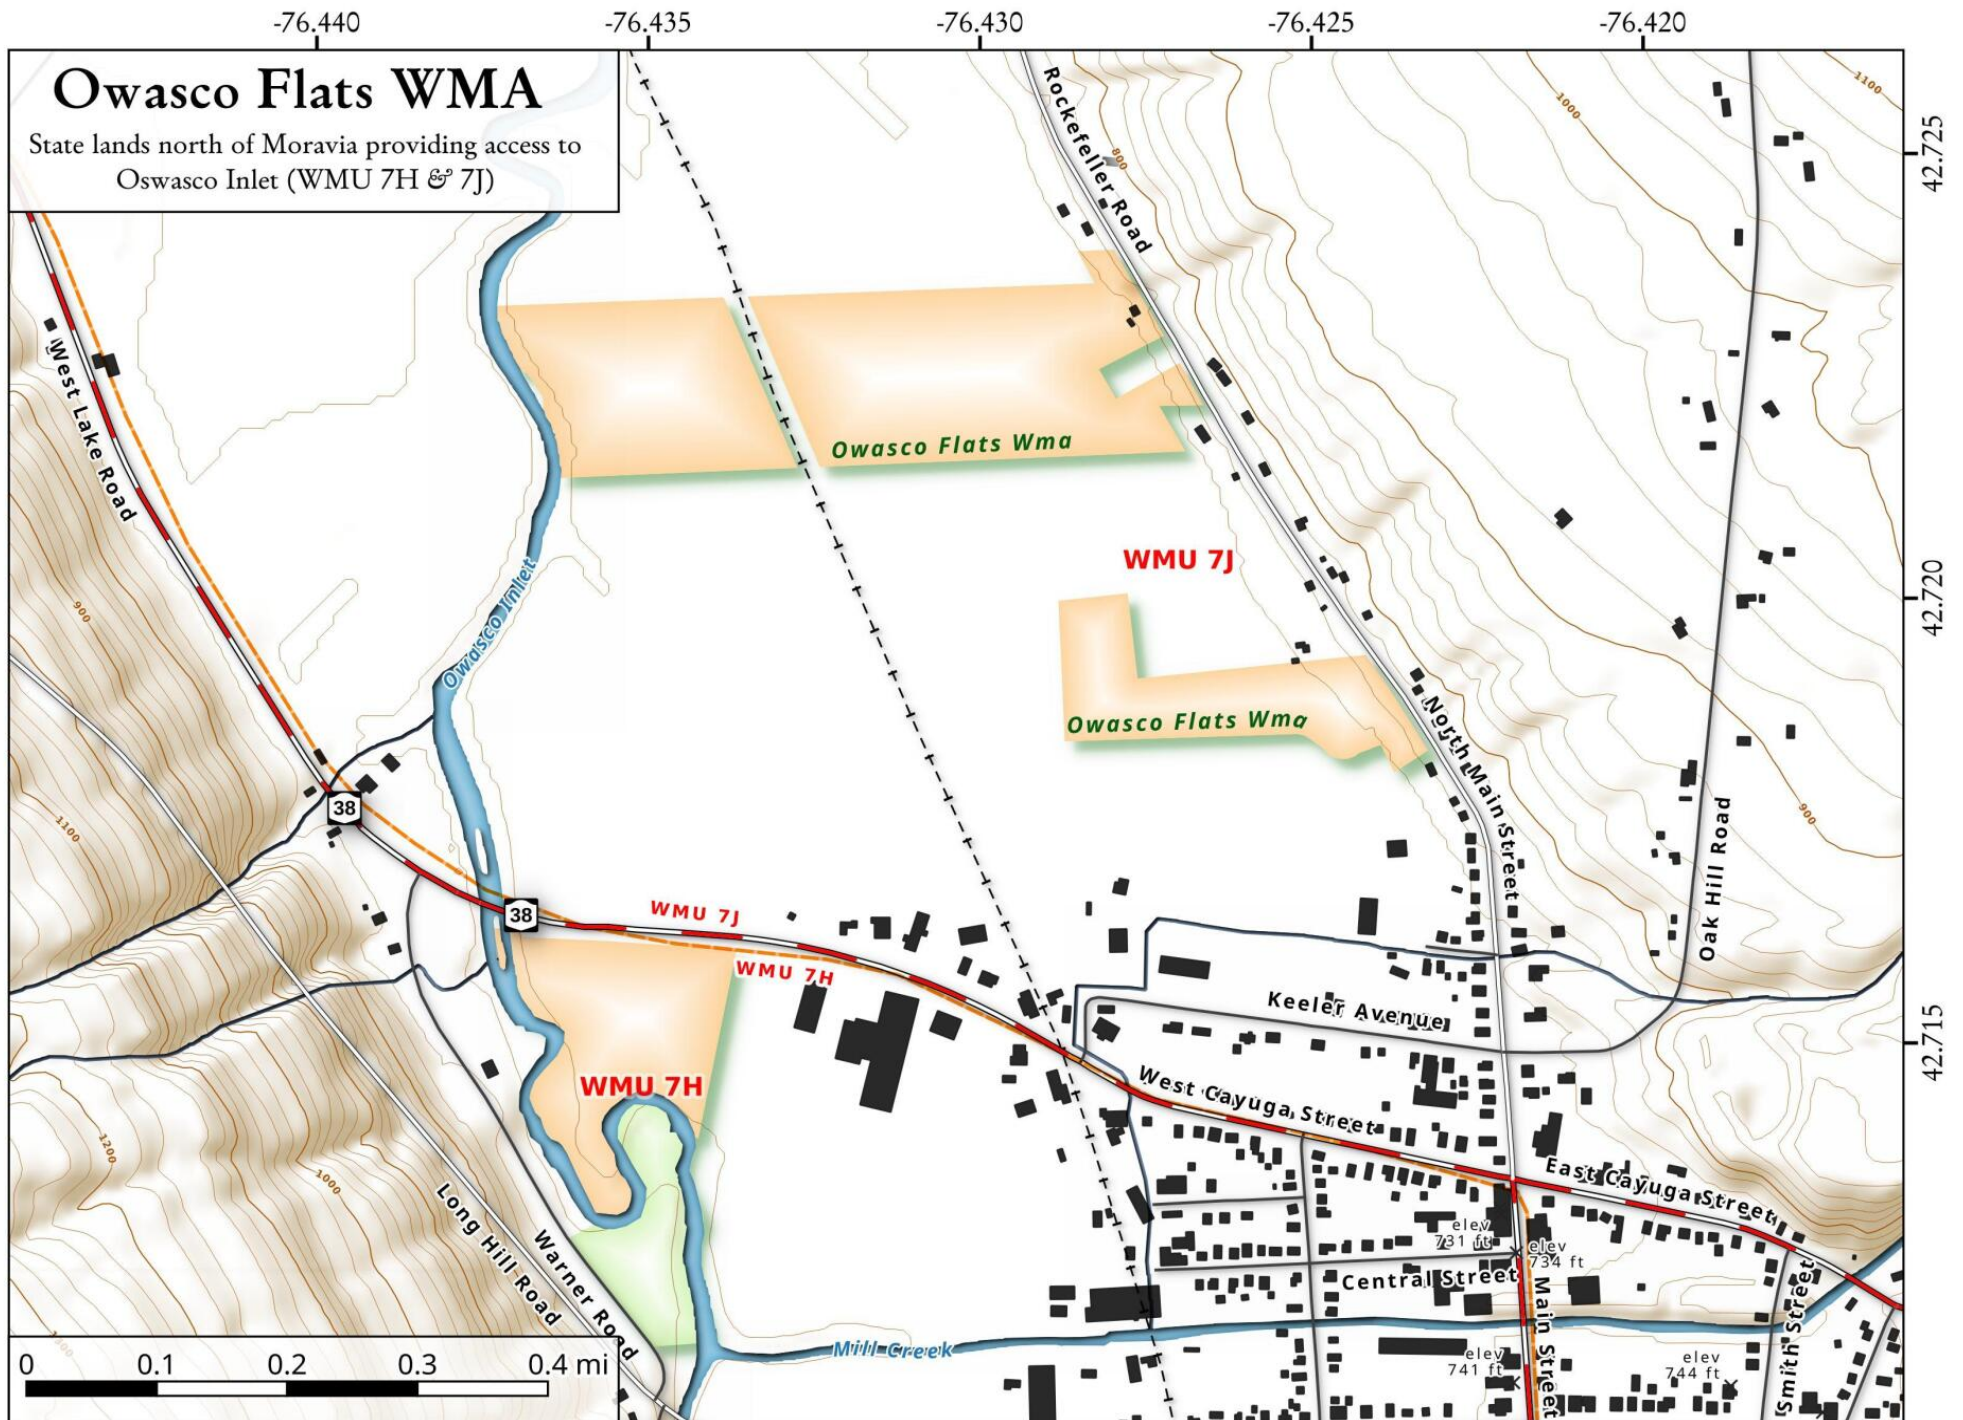 -76.440
-76.435
-76.430
-76.425
-76.420
Owasco Flats WMA
State lands north of Moravia providing access to
Oswasco Inlet (WMU 7H & 7J)
Rockefeller Road
800
1000
1100
42.725
West Lake Road
Owasco Flats Wma
WMU 7J
Owasco Inlet
900
42.720
Owasco Flats Wma
North Main Street
38
1100
900
Oak Hill Road
38
WMU 7J
WMU 7H
Keeler Avenue
42.715
WMU 7H
West Cayuga Street
1200
1000
East Cayuga Street
Long Hill Road
Warner Road
elev
731 ft
elev
734 ft
Central Street
Main Street
Smith Street
Mill Creek
elev
741 ft
elev
744 ft
0 0.1 0.2 0.3 0.4 mi